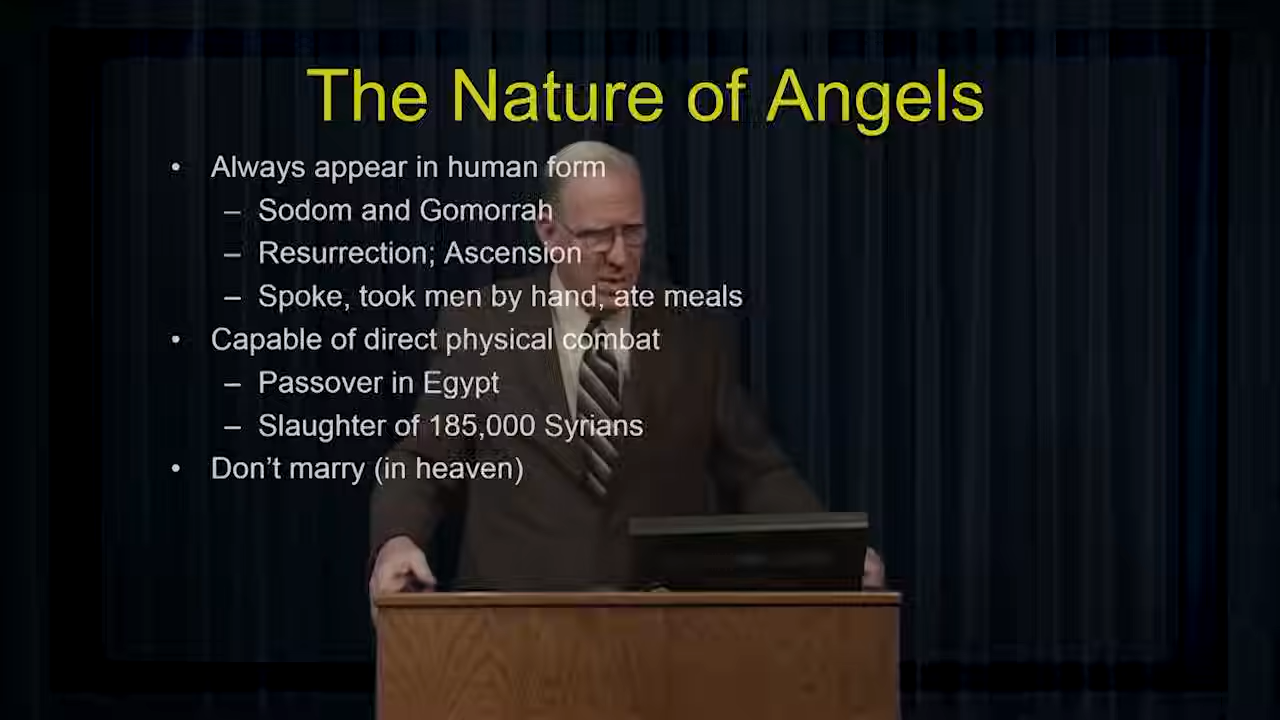 The Nature of Angels
• Always appear in human form
– Sodom and Gomorrah
– Resurrection; Ascension
– Spoke, took men by hand, ate meals
• Capable of direct physical combat
– Passover in Egypt
– Slaughter of 185,000 Syrians
• Don't marry (in heaven)